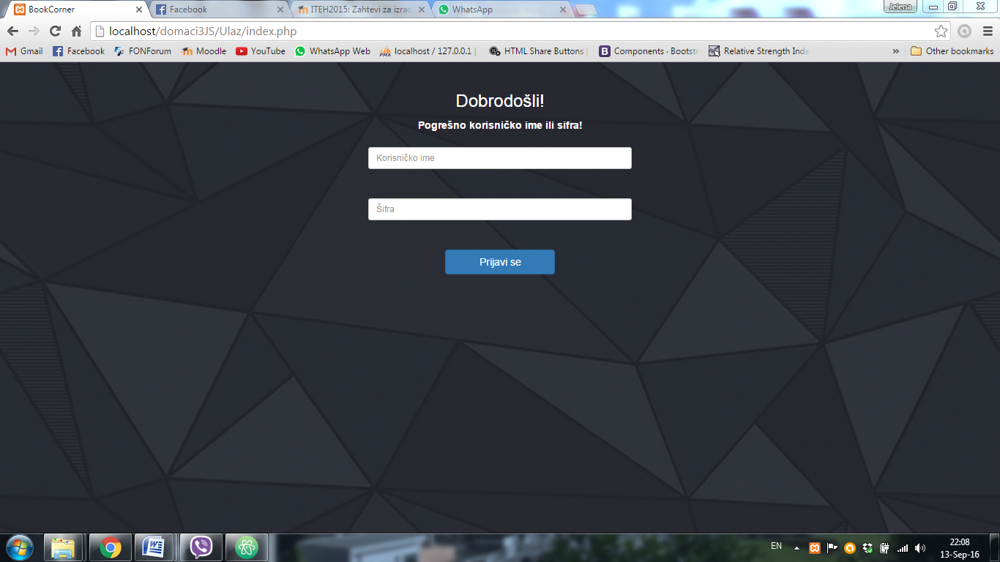 BookCorner
Facebook
ITEH2015: Zahtevi za izrad
WhatsApp
Jelena
localhost/domaci3JS/Ulaz/index.php
Gmail
Facebook
FONForum
Moodle
YouTube
WhatsApp Web
PMA
localhost / 127.0.0.1 |
HTML Share Buttons |
B
Components · Bootstr
Relative Strength Inde
»
Other bookmarks
Dobrodošli!
Pogrešno korisničko ime ili sifra!
Korisničko ime
Šifra
Prijavi se
EN
22:08
13-Sep-16